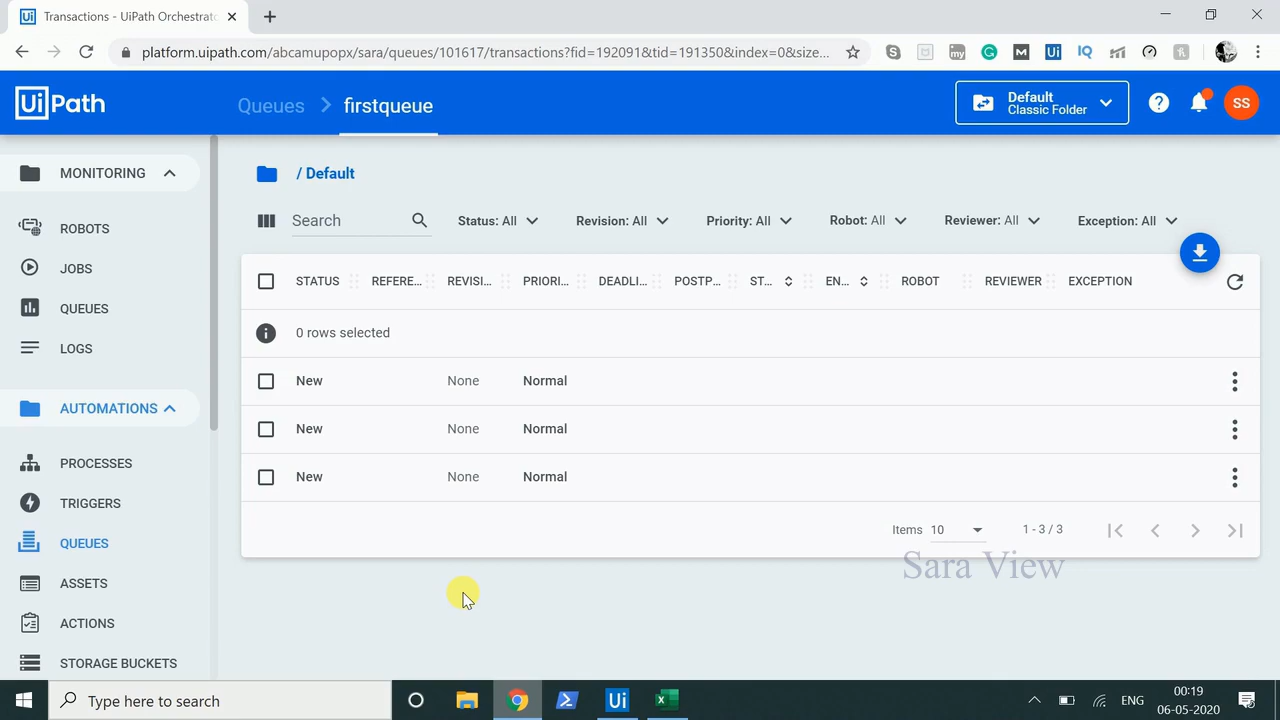 Transactions - UiPath Orchestrato
platform.uipath.com/abcamupopx/sara/queues/101617/transactions?fid=192091&tid=191350&index=0&size...
UiPath
Queues
firstqueue
Default
Classic Folder
SS
MONITORING
ROBOTS
JOBS
QUEUES
LOGS
AUTOMATIONS
PROCESSES
TRIGGERS
QUEUES
ASSETS
ACTIONS
STORAGE BUCKETS
/ Default
Search
Status: All
Revision: All
Priority: All
Robot: All
Reviewer: All
Exception: All
STATUS REFERE... REVISI... PRIORI... DEADLI... POSTP... ST... EN... ROBOT REVIEWER EXCEPTION
0 rows selected
New None Normal
New None Normal
New None Normal
Items 10 1 - 3 / 3
Sara View
Type here to search
Ui
ENG
00:19
06-05-2020